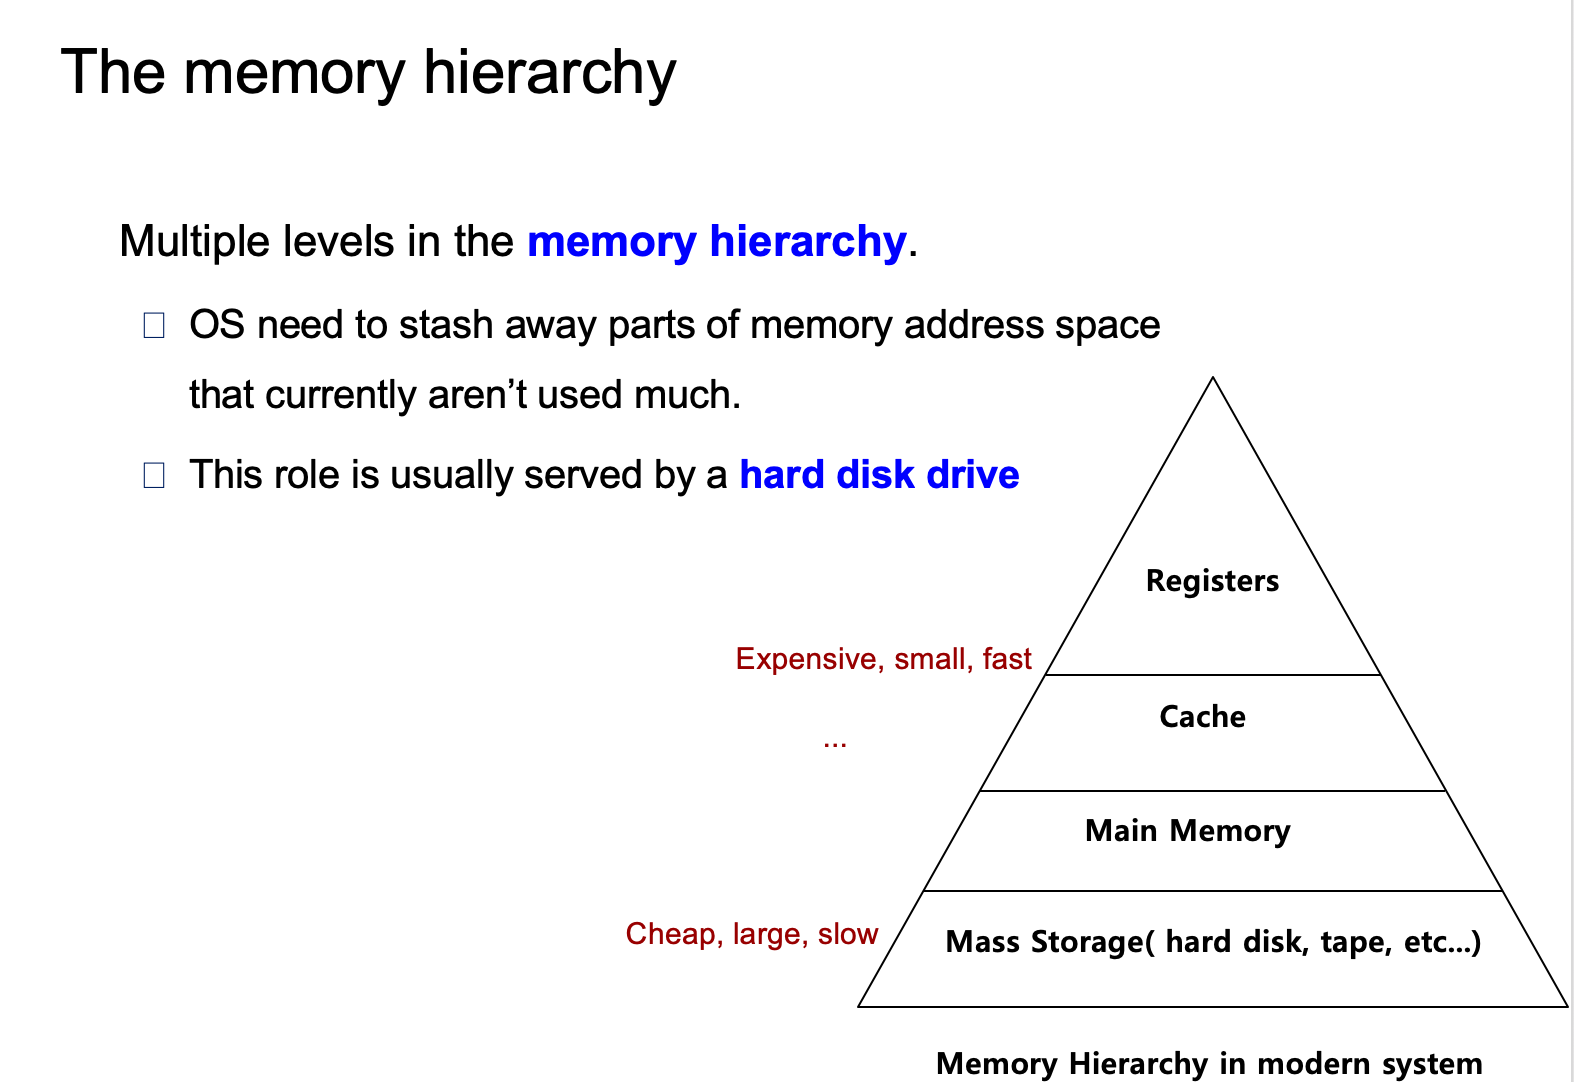 The memory hierarchy
Multiple levels in the memory hierarchy.
OS need to stash away parts of memory address space
that currently aren’t used much.
This role is usually served by a hard disk drive
Registers
Expensive, small, fast
Cache
...
Main Memory
Cheap, large, slow
Mass Storage( hard disk, tape, etc...)
Memory Hierarchy in modern system